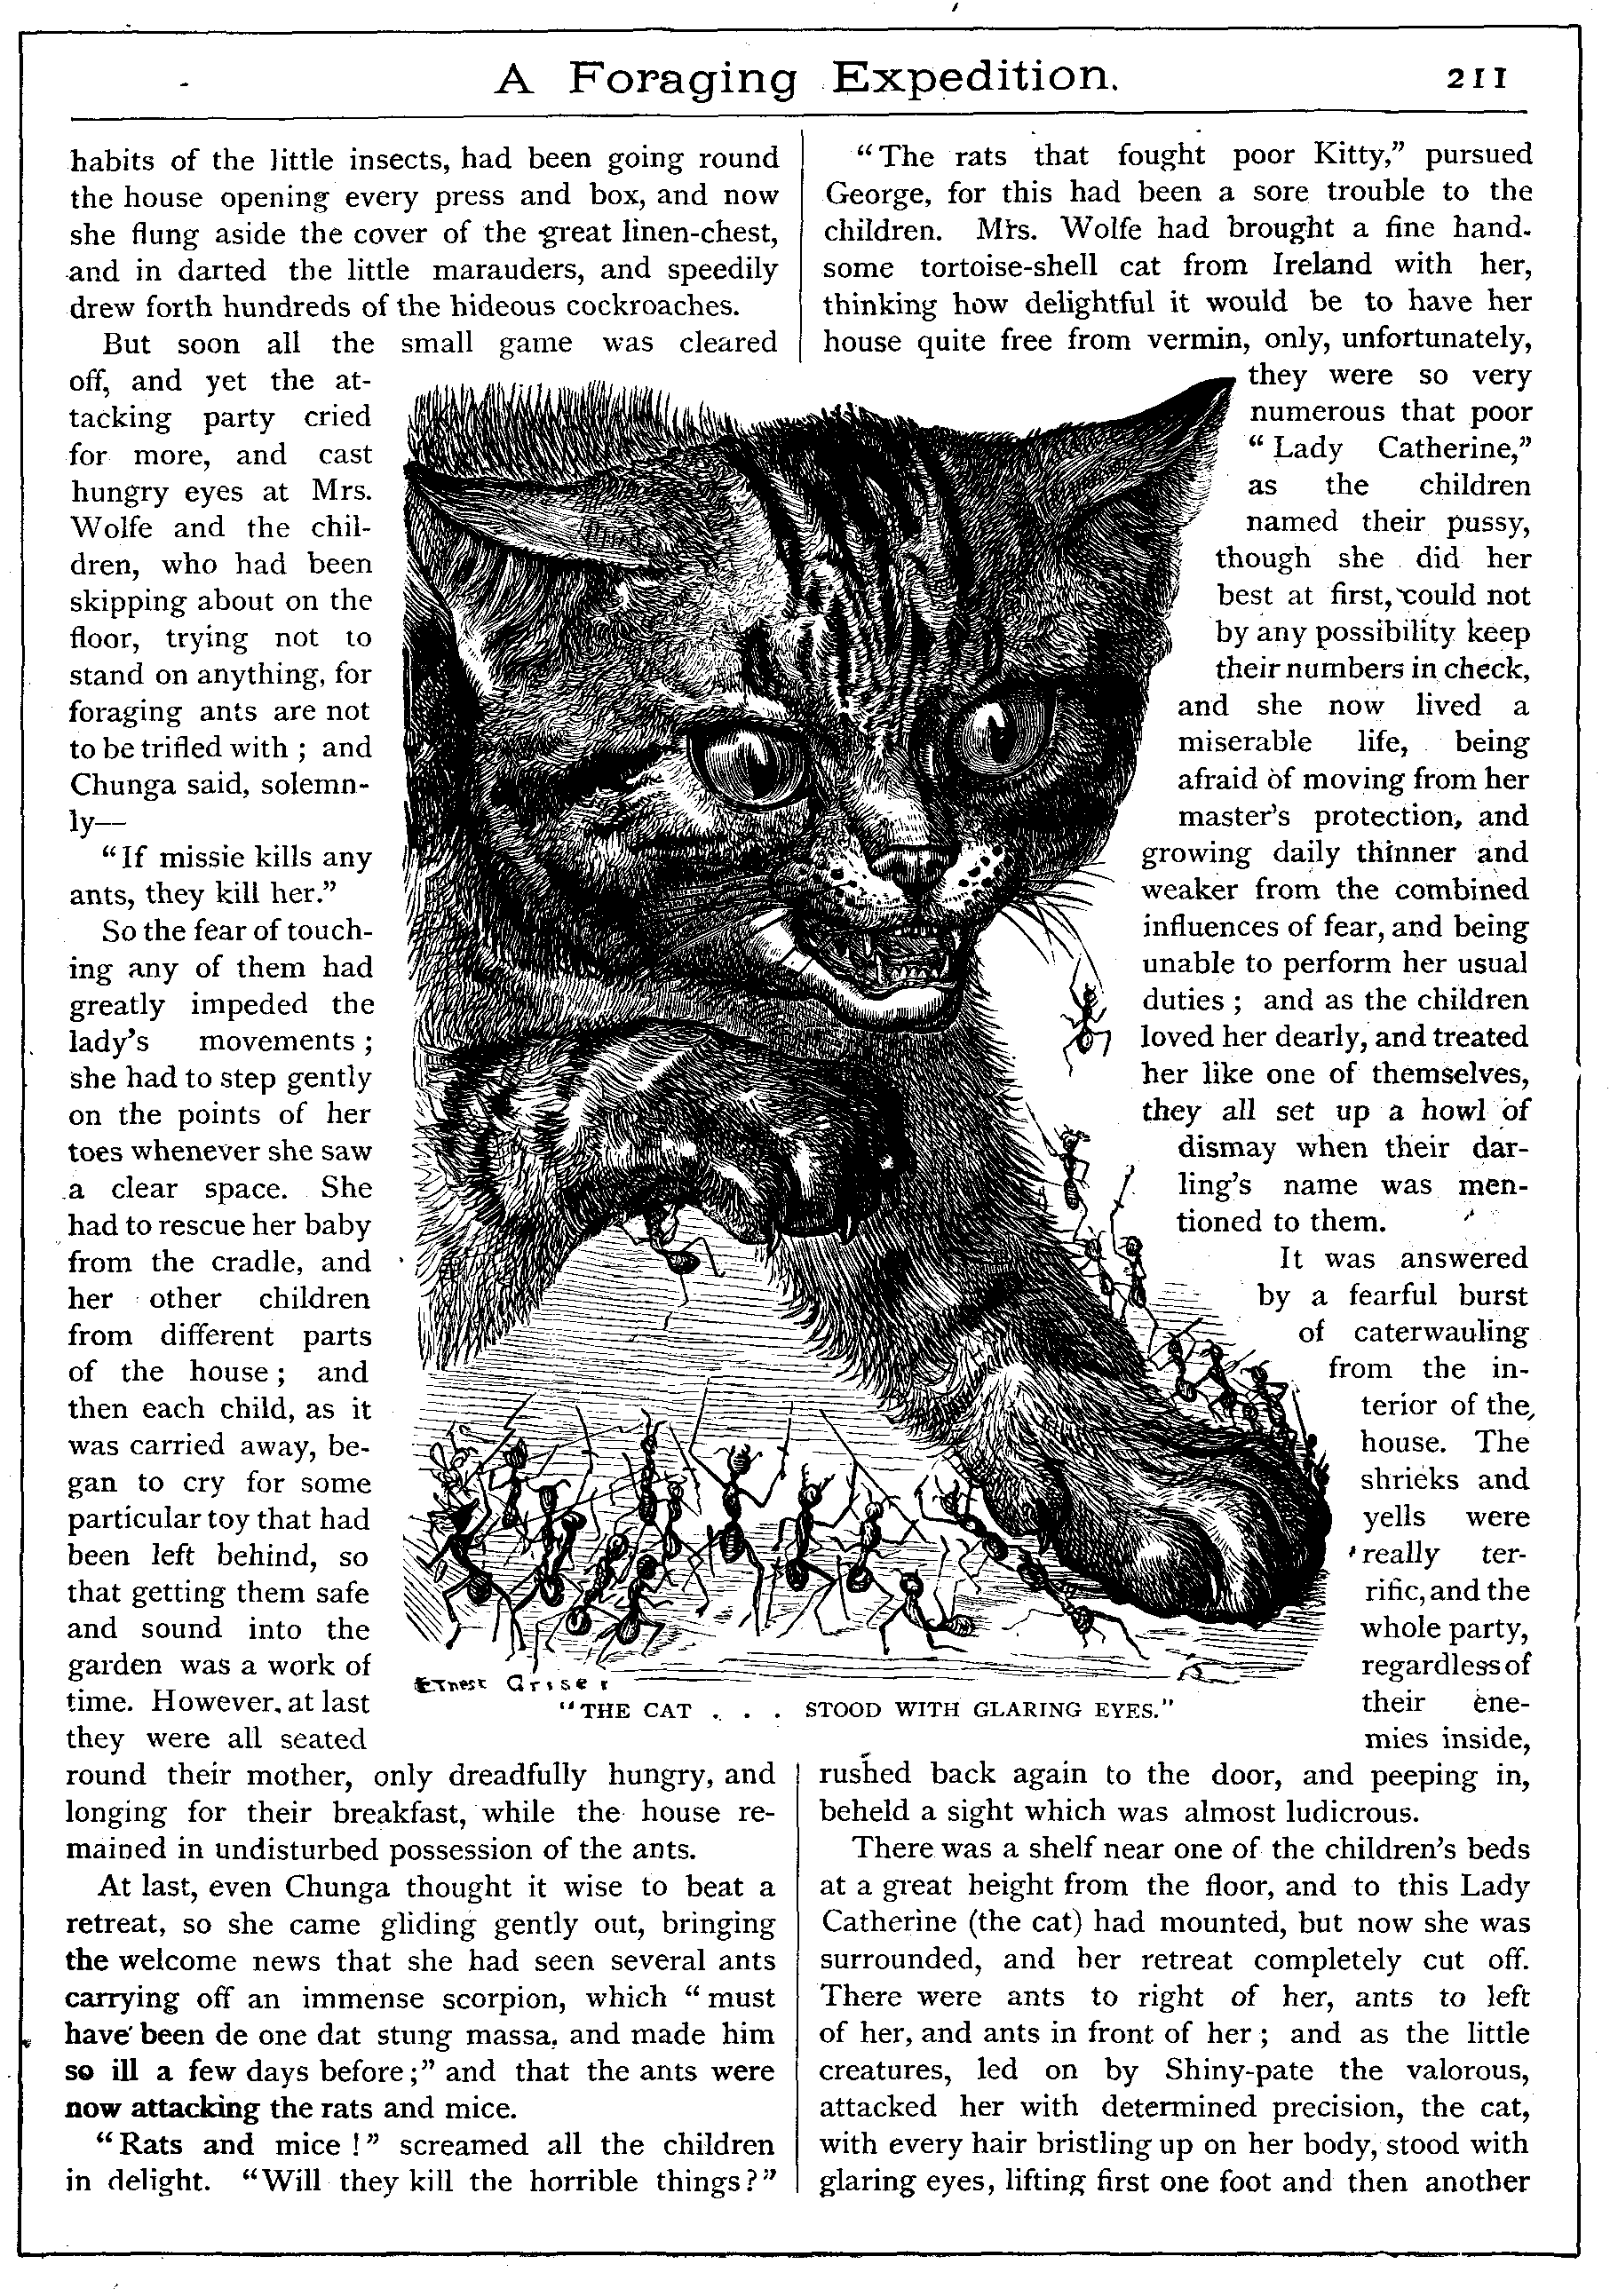 A Foraging Expedition.
211
habits of the little insects, had been going round
the house opening every press and box, and now
she flung aside the cover of the great linen-chest,
and in darted the little marauders, and speedily
drew forth hundreds of the hideous cockroaches.
But soon all the small game was cleared
off, and yet the at-
tacking party cried
for more, and cast
hungry eyes at Mrs.
Wolfe and the chil-
dren, who had been
skipping about on the
floor, trying not to
stand on anything, for
foraging ants are not
to be trifled with ; and
Chunga said, solemn-
ly—
“If missie kills any
ants, they kill her.”
So the fear of touch-
ing any of them had
greatly impeded the
lady’s movements ;
she had to step gently
on the points of her
toes whenever she saw
a clear space. She
had to rescue her baby
from the cradle, and
her other children
from different parts
of the house ; and
then each child, as it
was carried away, be-
gan to cry for some
particular toy that had
been left behind, so
that getting them safe
and sound into the
garden was a work of
time. However, at last
they were all seated
round their mother, only dreadfully hungry, and
longing for their breakfast, while the house re-
mained in undisturbed possession of the ants.
At last, even Chunga thought it wise to beat a
retreat, so she came gliding gently out, bringing
the welcome news that she had seen several ants
carrying off an immense scorpion, which “ must
have been de one dat stung massa, and made him
so ill a few days before ;” and that the ants were
now attacking the rats and mice.
“Rats and mice !” screamed all the children
in delight. “Will they kill the horrible things?”
“The rats that fought poor Kitty,” pursued
George, for this had been a sore trouble to the
children. Mrs. Wolfe had brought a fine hand-
some tortoise-shell cat from Ireland with her,
thinking how delightful it would be to have her
house quite free from vermin, only, unfortunately,
they were so very
numerous that poor
“ Lady Catherine,”
as the children
named their pussy,
though she did her
best at first, could not
by any possibility keep
their numbers in check,
and she now lived a
miserable life, being
afraid of moving from her
master’s protection, and
growing daily thinner and
weaker from the combined
influences of fear, and being
unable to perform her usual
duties ; and as the children
loved her dearly, and treated
her like one of themselves,
they all set up a howl of
dismay when their dar-
ling’s name was men-
tioned to them.
It was answered
by a fearful burst
of caterwauling
from the in-
terior of the
house. The
shrieks and
yells were
really ter-
rific, and the
whole party,
regardless of
their ene-
mies inside,
rushed back again to the door, and peeping in,
beheld a sight which was almost ludicrous.
There was a shelf near one of the children’s beds
at a great height from the floor, and to this Lady
Catherine (the cat) had mounted, but now she was
surrounded, and her retreat completely cut off.
There were ants to right of her, ants to left
of her, and ants in front of her ; and as the little
creatures, led on by Shiny-pate the valorous,
attacked her with determined precision, the cat,
with every hair bristling up on her body, stood with
glaring eyes, lifting first one foot and then another
Ernest Griset
“THE CAT . . . STOOD WITH GLARING EYES.”